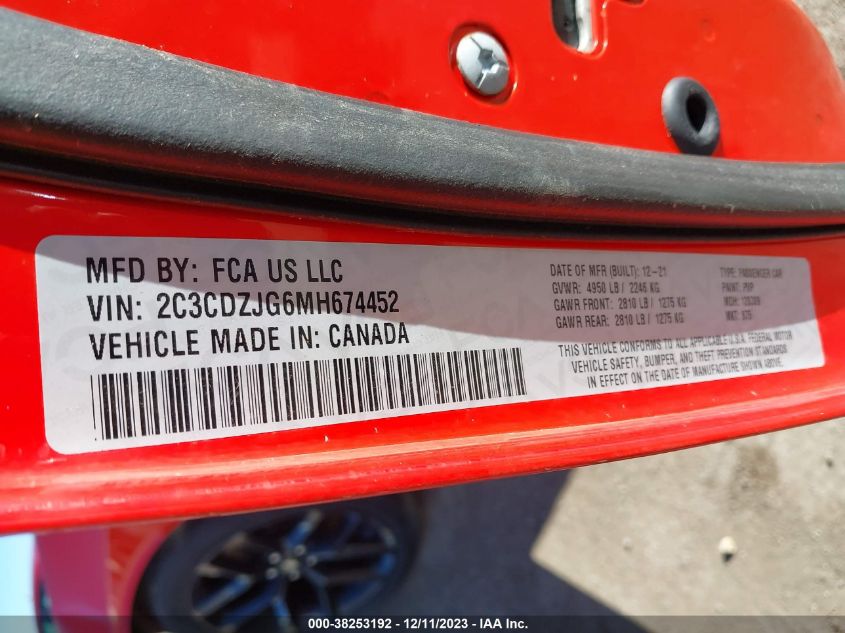 MFD BY: FCA US LLC
VIN: 2C3CDZJG6MH674452
VEHICLE MADE IN: CANADA
DATE OF MFR (BUILT): 12-21
GVWR: 4950 LB / 2246 KG
GAWR FRONT: 2810 LB / 1275 KG
GAWR REAR: 2810 LB / 1275 KG
TYPE: PASSENGER CAR
PAINT:
MDH:
MKT:
THIS VEHICLE CONFORMS TO ALL APPLICABLE U.S.A. FEDERAL MOTOR
VEHICLE SAFETY, BUMPER, AND THEFT PREVENTION STANDARDS
IN EFFECT ON THE DATE OF MANUFACTURE SHOWN ABOVE.
000-38253192 - 12/11/2023 - IAA Inc.